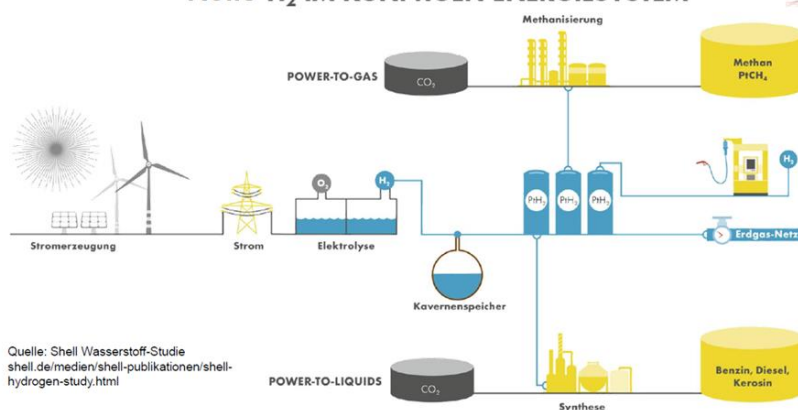 Methanisierung
POWER-TO-GAS
CO₂
Methan
PtCH₄
O₂
H₂
PtH₂
PtH₂
PtH₂
H₂
Stromerzeugung
Strom
Elektrolyse
Erdgas-Netz
Kavernenspeicher
Quelle: Shell Wasserstoff-Studie
shell.de/medien/shell-publikationen/shell-
hydrogen-study.html
POWER-TO-LIQUIDS
CO₂
Benzin, Diesel,
Kerosin
Synthese